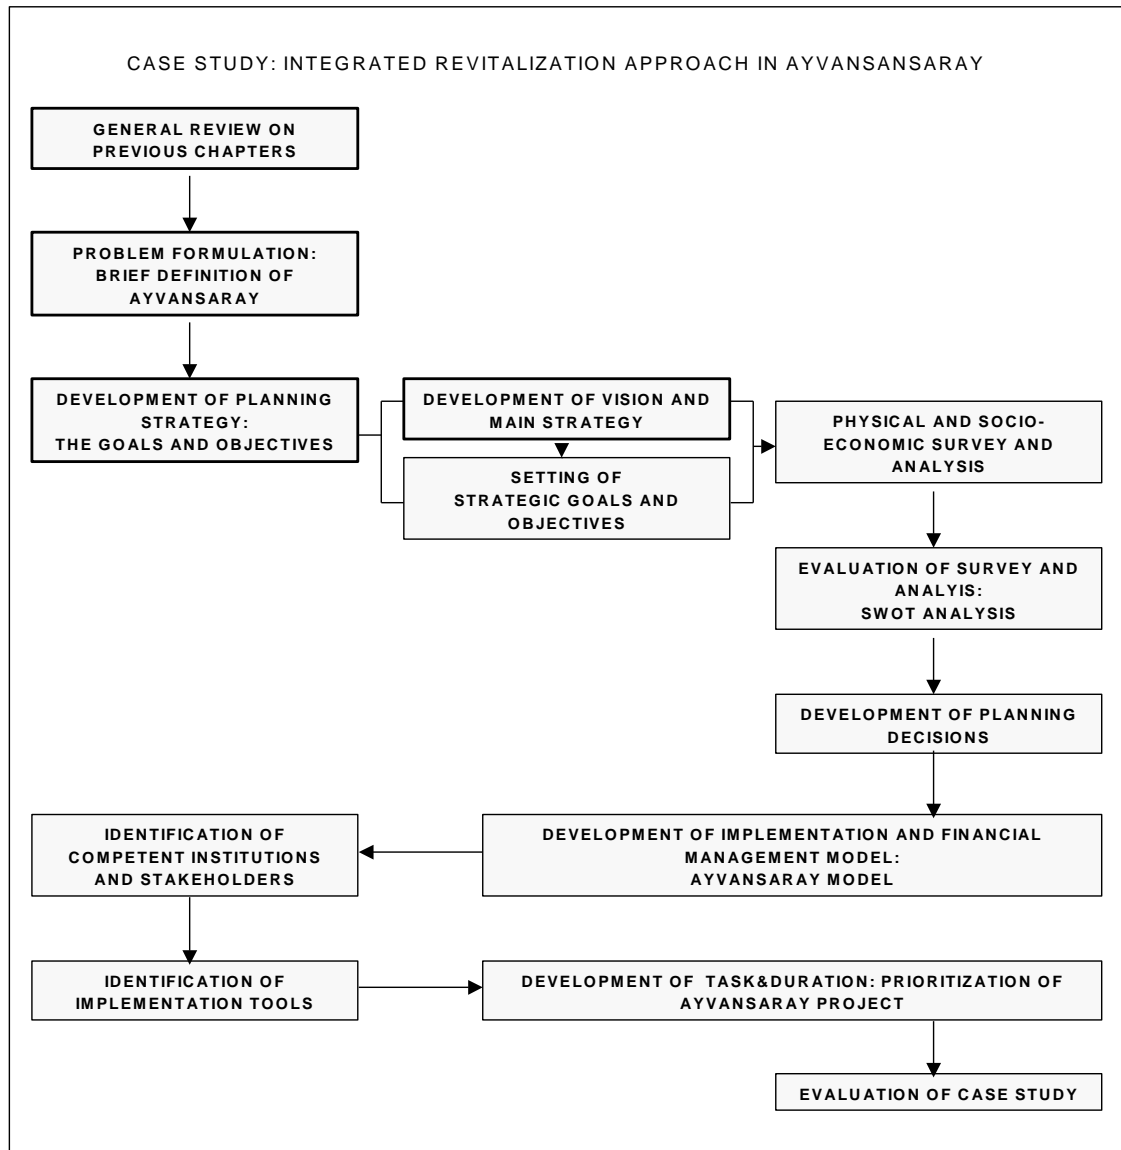 CASE STUDY: INTEGRATED REVITALIZATION APPROACH IN AYVANSANSARAY
GENERAL REVIEW ON
PREVIOUS CHAPTERS
PROBLEM FORMULATION:
BRIEF DEFINITION OF
AYVANSARAY
DEVELOPMENT OF PLANNING
STRATEGY:
THE GOALS AND OBJECTIVES
DEVELOPMENT OF VISION AND
MAIN STRATEGY
SETTING OF
STRATEGIC GOALS AND
OBJECTIVES
PHYSICAL AND SOCIO-
ECONOMIC SURVEY AND
ANALYSIS
EVALUATION OF SURVEY AND
ANALYIS:
SWOT ANALYSIS
DEVELOPMENT OF PLANNING
DECISIONS
DEVELOPMENT OF IMPLEMENTATION AND FINANCIAL
MANAGEMENT MODEL:
AYVANSARAY MODEL
IDENTIFICATION OF
COMPETENT INSTITUTIONS
AND STAKEHOLDERS
IDENTIFICATION OF
IMPLEMENTATION TOOLS
DEVELOPMENT OF TASK&DURATION: PRIORITIZATION OF
AYVANSARAY PROJECT
EVALUATION OF CASE STUDY